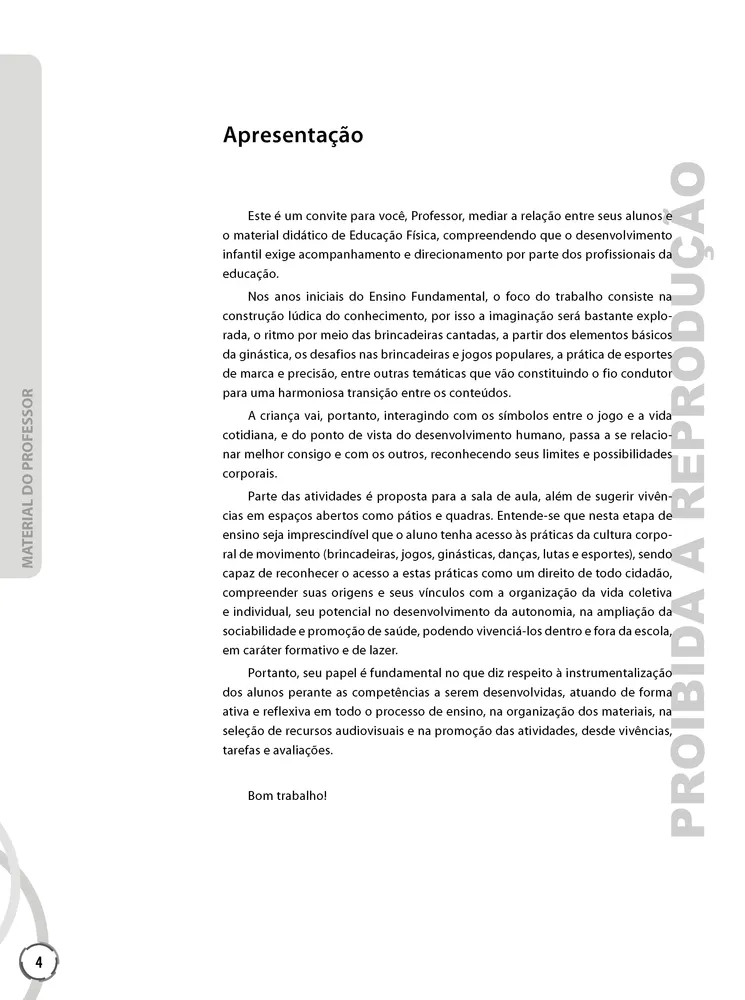 Apresentação
Este é um convite para você, Professor, mediar a relação entre seus alunos e
o material didático de Educação Física, compreendendo que o desenvolvimento
infantil exige acompanhamento e direcionamento por parte dos profissionais da
educação.
Nos anos iniciais do Ensino Fundamental, o foco do trabalho consiste na
construção lúdica do conhecimento, por isso a imaginação será bastante explo-
rada, o ritmo por meio das brincadeiras cantadas, a partir dos elementos básicos
da ginástica, os desafios nas brincadeiras e jogos populares, a prática de esportes
de marca e precisão, entre outras temáticas que vão constituindo o fio condutor
para uma harmoniosa transição entre os conteúdos.
A criança vai, portanto, interagindo com os símbolos entre o jogo e a vida
cotidiana, e do ponto de vista do desenvolvimento humano, passa a se relacio-
nar melhor consigo e com os outros, reconhecendo seus limites e possibilidades
corporais.
Parte das atividades é proposta para a sala de aula, além de sugerir vivên-
cias em espaços abertos como pátios e quadras. Entende-se que nesta etapa de
ensino seja imprescindível que o aluno tenha acesso às práticas da cultura corpo-
ral de movimento (brincadeiras, jogos, ginásticas, danças, lutas e esportes), sendo
capaz de reconhecer o acesso a estas práticas como um direito de todo cidadão,
compreender suas origens e seus vínculos com a organização da vida coletiva
e individual, seu potencial no desenvolvimento da autonomia, na ampliação da
sociabilidade e promoção de saúde, podendo vivenciá-los dentro e fora da escola,
em caráter formativo e de lazer.
Portanto, seu papel é fundamental no que diz respeito à instrumentalização
dos alunos perante as competências a serem desenvolvidas, atuando de forma
ativa e reflexiva em todo o processo de ensino, na organização dos materiais, na
seleção de recursos audiovisuais e na promoção das atividades, desde vivências,
tarefas e avaliações.
Bom trabalho!
MATERIAL DO PROFESSOR
PROIBIDA A REPRODUÇÃO
4